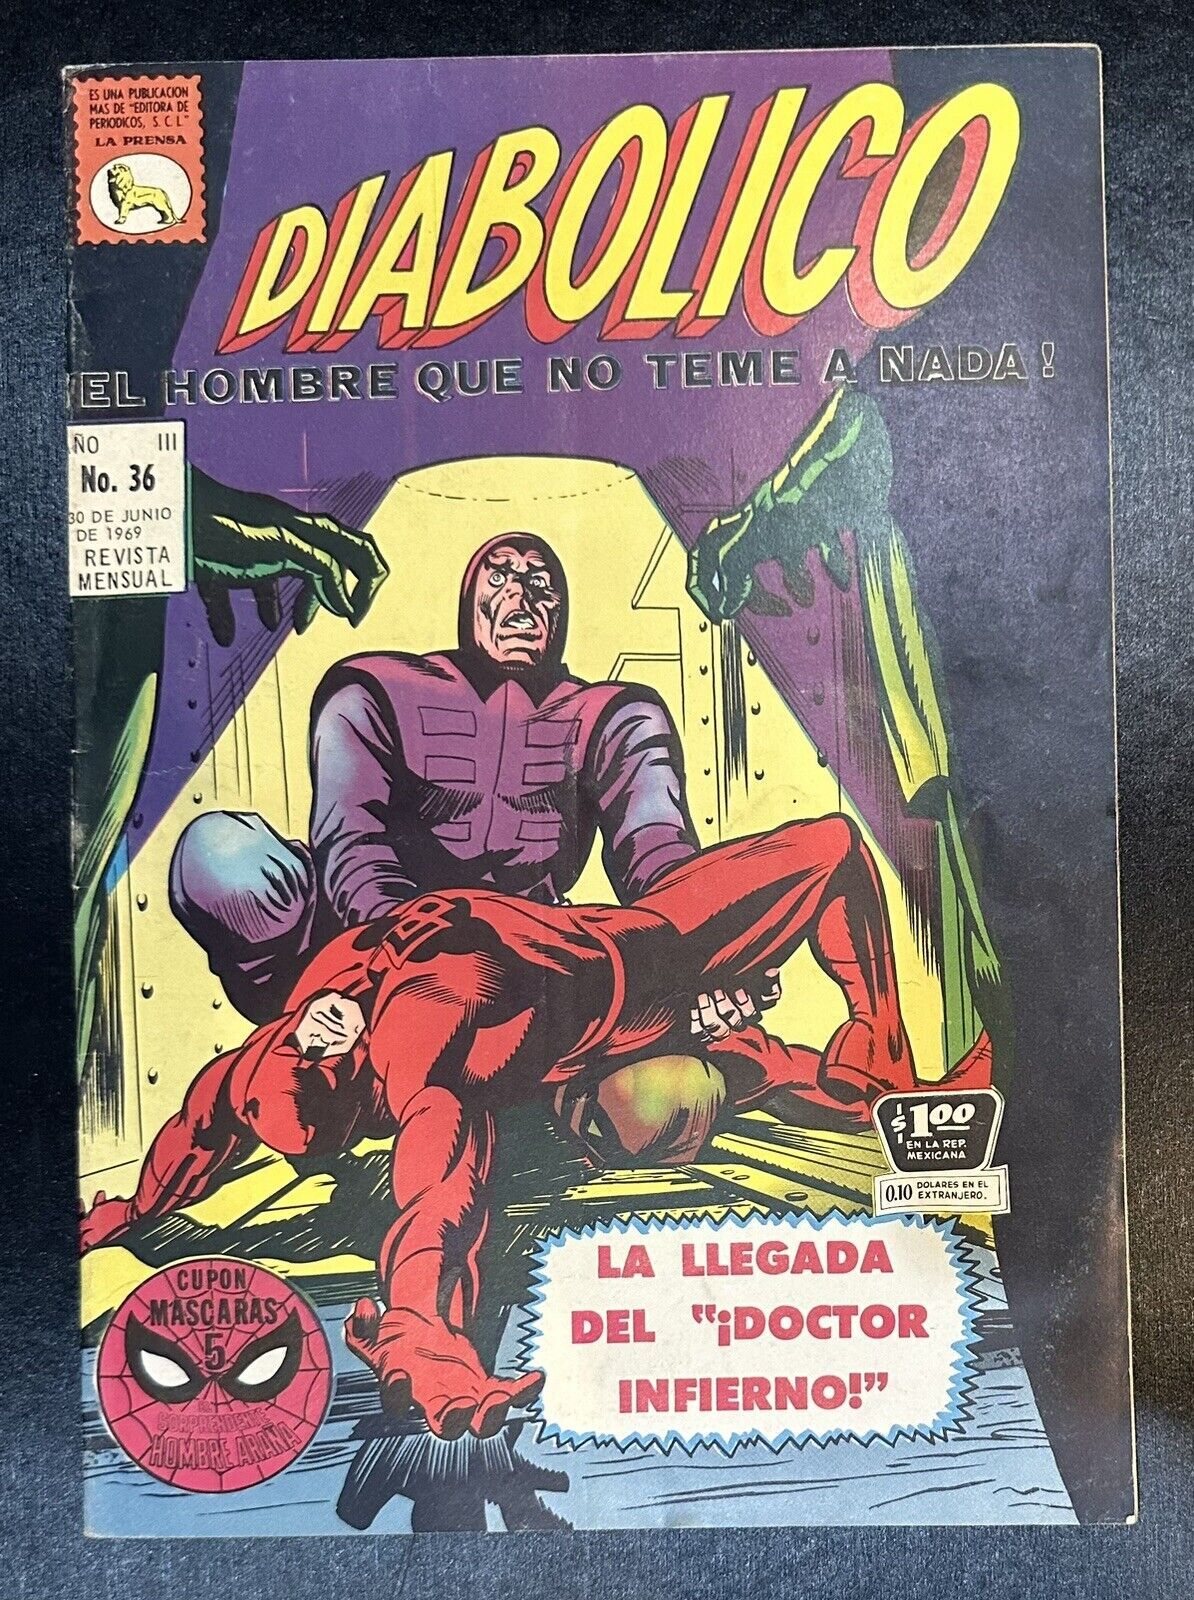 ES UNA PUBLICACION
MAS DE "EDITORA DE
PERIODICOS, S.C.L."
LA PRENSA
DIABOLICO
EL HOMBRE QUE NO TEME A NADA!
ÑO III
No. 36
30 DE JUNIO
DE 1969
REVISTA
MENSUAL
$1.00
EN LA REP.
MEXICANA
0.10 DOLARES EN EL
EXTRANJERO.
LA LLEGADA
DEL "¡DOCTOR
INFIERNO!"
CUPON
MASCARAS
5
SORPRENDENTE
HOMBRE ARAÑA